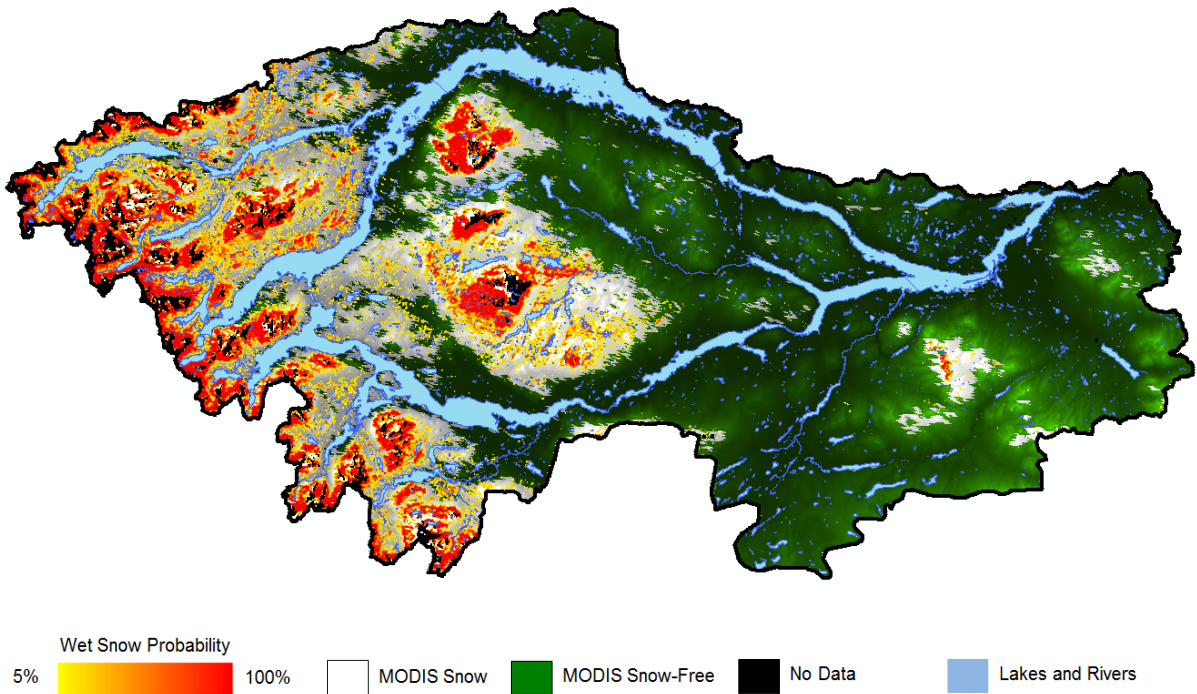 Wet Snow Probability
5% 100% MODIS Snow MODIS Snow-Free No Data Lakes and Rivers